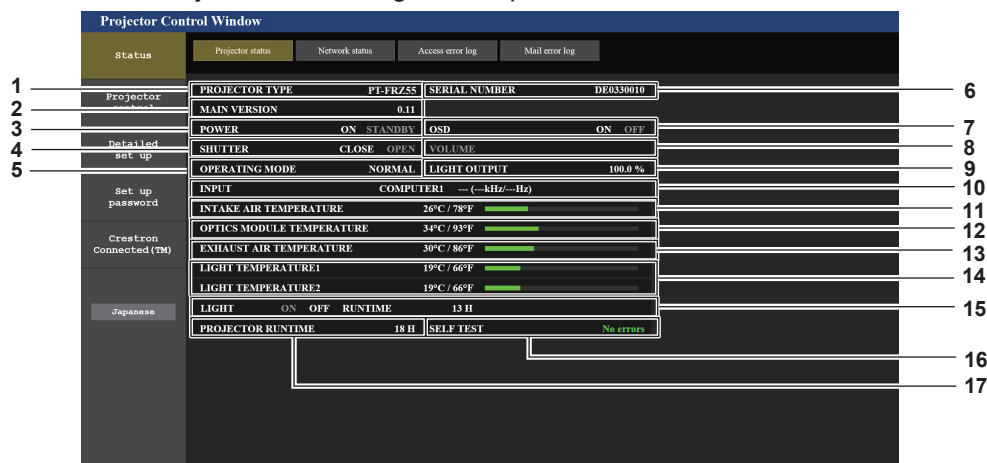 Projector Control Window
Status
Projector status Network status Access error log Mail error log
1 PROJECTOR TYPE PT-FRZ55 SERIAL NUMBER DE0330010 6
Projector
2 MAIN VERSION 0.11
3 POWER ON STANDBY OSD ON OFF 7
Detailed
set up
4 SHUTTER CLOSE OPEN VOLUME 8
5 OPERATING MODE NORMAL LIGHT OUTPUT 100.0 % 9
Set up
password
INPUT COMPUTER1 --- (---kHz/---Hz) 10
INTAKE AIR TEMPERATURE 26°C / 78°F 11
OPTICS MODULE TEMPERATURE 34°C / 93°F 12
Crestron
Connected(TM)
EXHAUST AIR TEMPERATURE 30°C / 86°F 13
LIGHT TEMPERATURE1 19°C / 66°F 14
LIGHT TEMPERATURE2 19°C / 66°F
Japanese
LIGHT ON OFF RUNTIME 13 H 15
PROJECTOR RUNTIME 18 H SELF TEST No errors
16
17